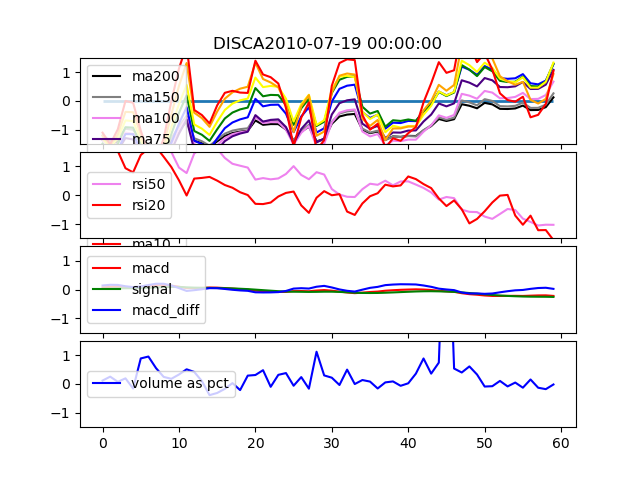 DISCA2010-07-19 00:00:00
1
0
−1
ma200
ma150
ma100
ma75
1
0
−1
rsi50
rsi20
ma10
1
0
−1
macd
signal
macd_diff
1
0
−1
volume as pct
0 10 20 30 40 50 60